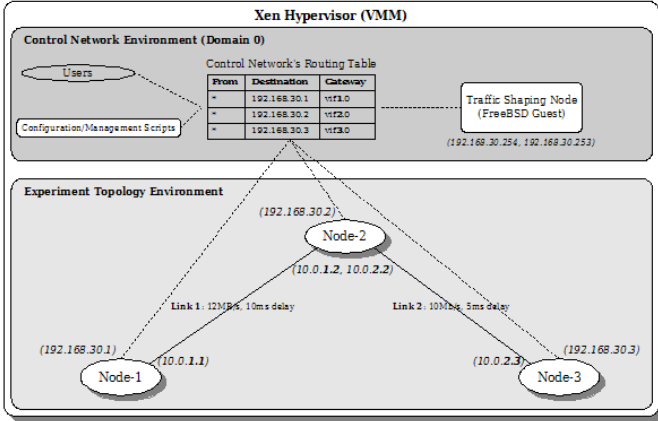 Xen Hypervisor (VMM)
Control Network Environment (Domain 0)
Users
Configuration/Management Scripts
Control Network's Routing Table
From Destination Gateway
* 192.168.30.1 vif1.0
* 192.168.30.2 vif2.0
* 192.168.30.3 vif3.0
Traffic Shaping Node
(FreeBSD Guest)
(192.168.30.254, 192.168.30.253)
Experiment Topology Environment
(192.168.30.2)
Node-2
(10.0.1.2, 10.0.2.2)
Link 1: 12MB/s, 10ms delay
Link 2: 10Mb/s, 5ms delay
(192.168.30.1)
(10.0.1.1)
Node-1
(10.0.2.3)
(192.168.30.3)
Node-3